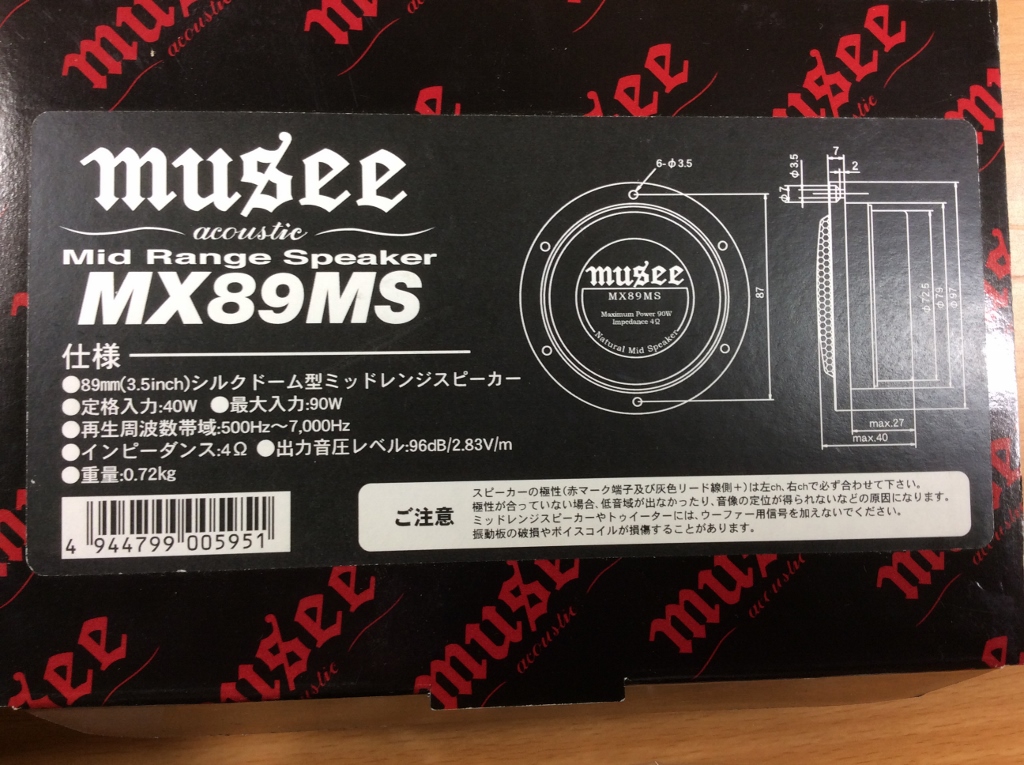 musee
acoustic
Mid Range Speaker
MX89MS
仕様
●89mm(3.5inch)シルクドーム型ミッドレンジスピーカー
●定格入力:40W ●最大入力:90W
●再生周波数帯域:500Hz～7,000Hz
●インピーダンス:4Ω ●出力音圧レベル:96dB/2.83V/m
●重量:0.72kg
4 944799 005951
6-φ3.5
musee
MX89MS
Maximum Power 90W
Impedance 4Ω
Natural Mid Speaker
87
φ3.5
7
2
φ7
φ72.5
φ79
φ97
max.27
max.40
ご注意
スピーカーの極性(赤マーク端子及び灰色リード線側＋)は左ch、右chで必ず合わせて下さい。
極性が合っていない場合、低音域が出なかったり、音像の定位が得られないなどの原因になります。
ミッドレンジスピーカーやトゥイーターには、ウーファー用信号を加えないでください。
振動板の破損やボイスコイルが損傷することがあります。
musee
acoustic
musee
acoustic
musee
acoustic
musee
acoustic